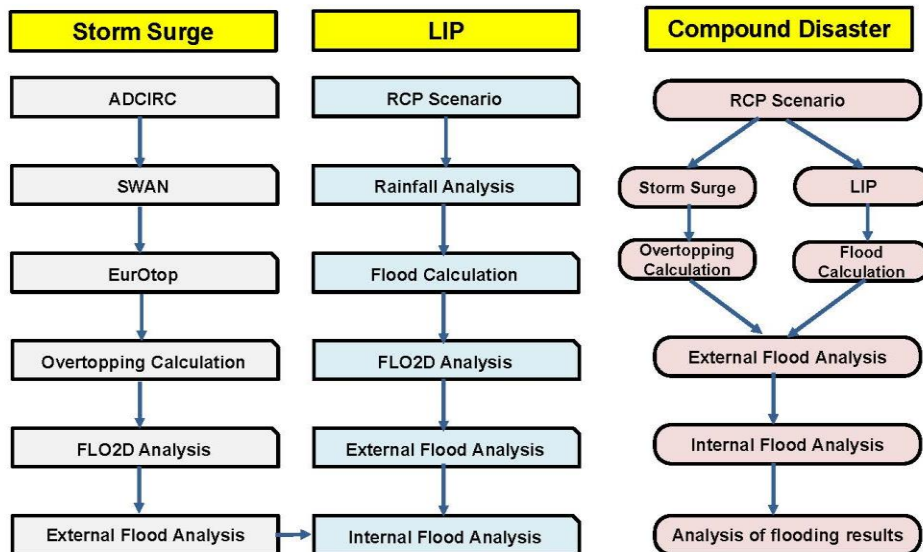 Storm Surge
ADCIRC
SWAN
EurOtop
Overtopping Calculation
FLO2D Analysis
External Flood Analysis
LIP
RCP Scenario
Rainfall Analysis
Flood Calculation
FLO2D Analysis
External Flood Analysis
Internal Flood Analysis
Compound Disaster
RCP Scenario
Storm Surge
LIP
Overtopping
Calculation
Flood
Calculation
External Flood Analysis
Internal Flood Analysis
Analysis of flooding results